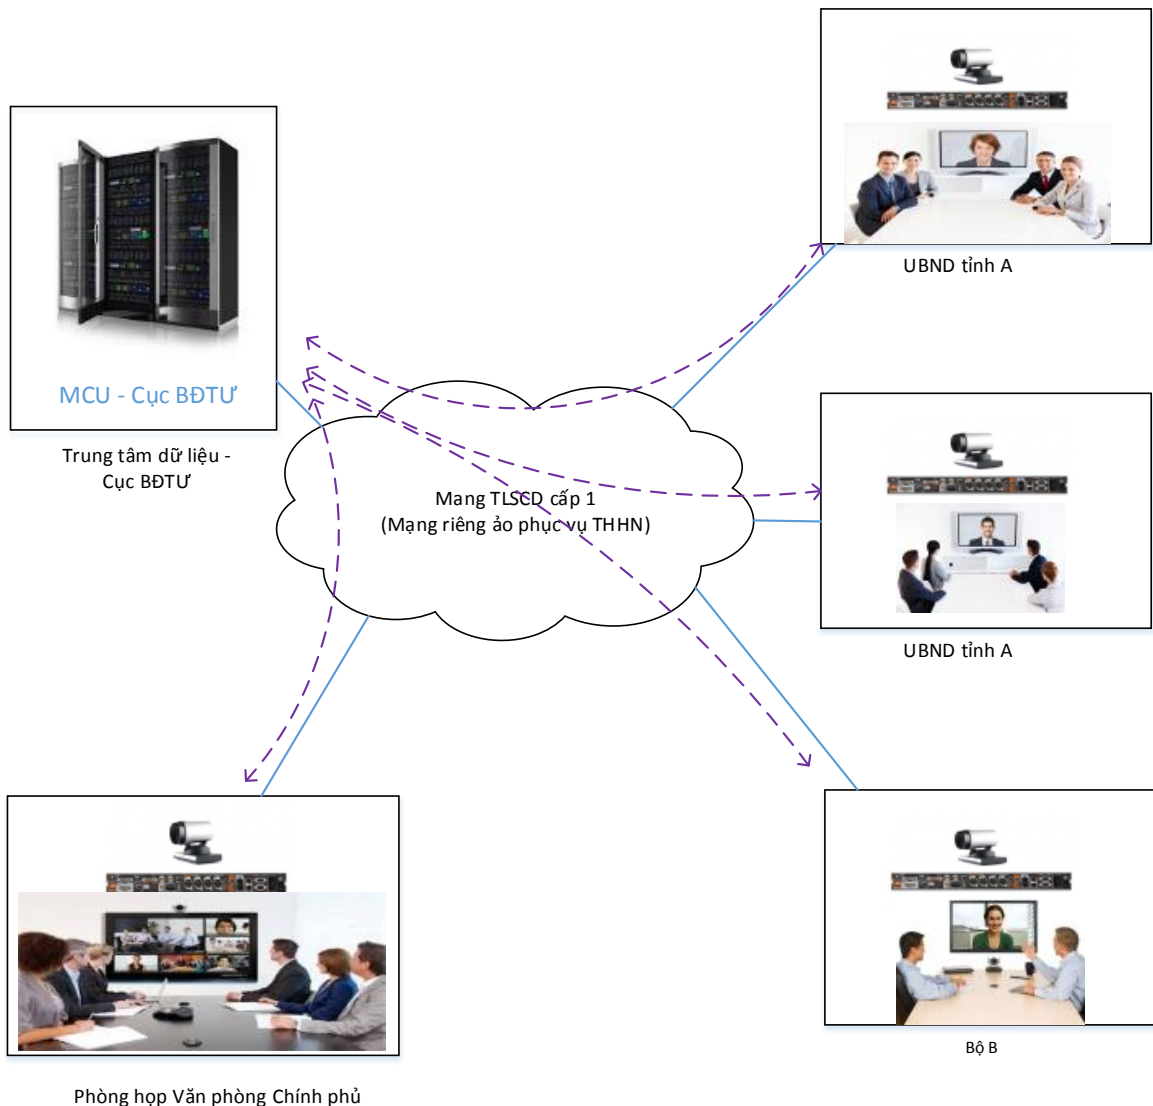 UBND tỉnh A
MCU - Cục BĐTƯ
Trung tâm dữ liệu -
Cục BĐTƯ
Mang TLSCD cấp 1
(Mạng riêng ảo phục vụ THHN)
UBND tỉnh A
Bộ B
Phòng họp Văn phòng Chính phủ